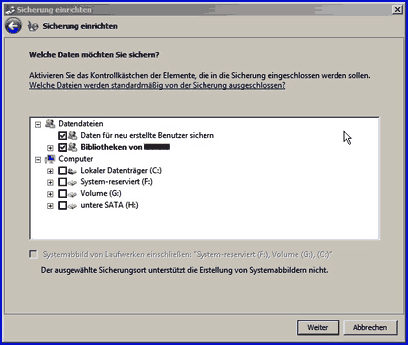 Sicherung einrichten
Sicherung einrichten
Welche Daten möchten Sie sichern?
Aktivieren Sie das Kontrollkästchen der Elemente, die in die Sicherung eingeschlossen werden sollen.
Welche Dateien werden standardmäßig von der Sicherung ausgeschlossen?
Datendateien
Daten für neu erstellte Benutzer sichern
Bibliotheken von
Computer
Lokaler Datenträger (C:)
System-reserviert (F:)
Volume (G:)
untere SATA (H:)
Systemabbild von Laufwerken einschließen: "System-reserviert (F:), Volume (G:), (C:)"
Der ausgewählte Sicherungsort unterstützt die Erstellung von Systemabbildern nicht.
Weiter
Abbrechen